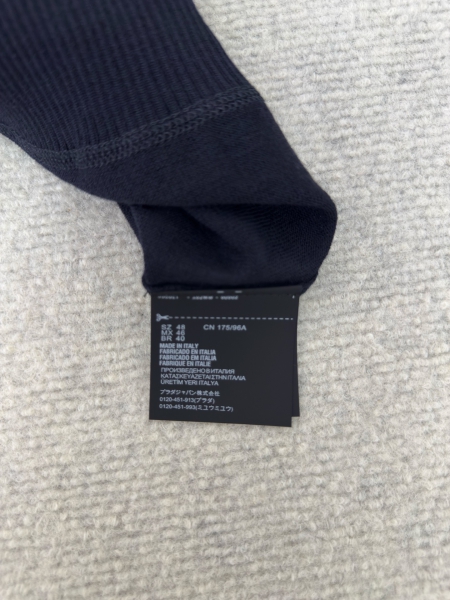 SZ 48 CN 175/96A
MX 46
BR 40
MADE IN ITALY
FABRICADO EN ITALIA
FABRICADO EM ITALIA
FABRIQUE EN ITALIE
ПРОИЗВЕДЕНО В ИТАЛИЯ
ΚΑΤΑΣΚΕΥΑΖΕΤΑΙ ΣΤΗΝ ΙΤΑΛΙΑ
ÜRETİM YERİ İTALYA
プラダジャパン株式会社
0120-451-913(プラダ)
0120-451-993(ミュウミュウ)